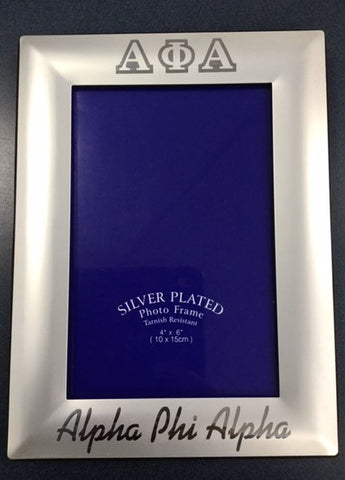 ΑΦΑ
SILVER PLATED
Photo Frame
Tarnish Resistant
4" x 6"
( 10 x 15cm )
Alpha Phi Alpha